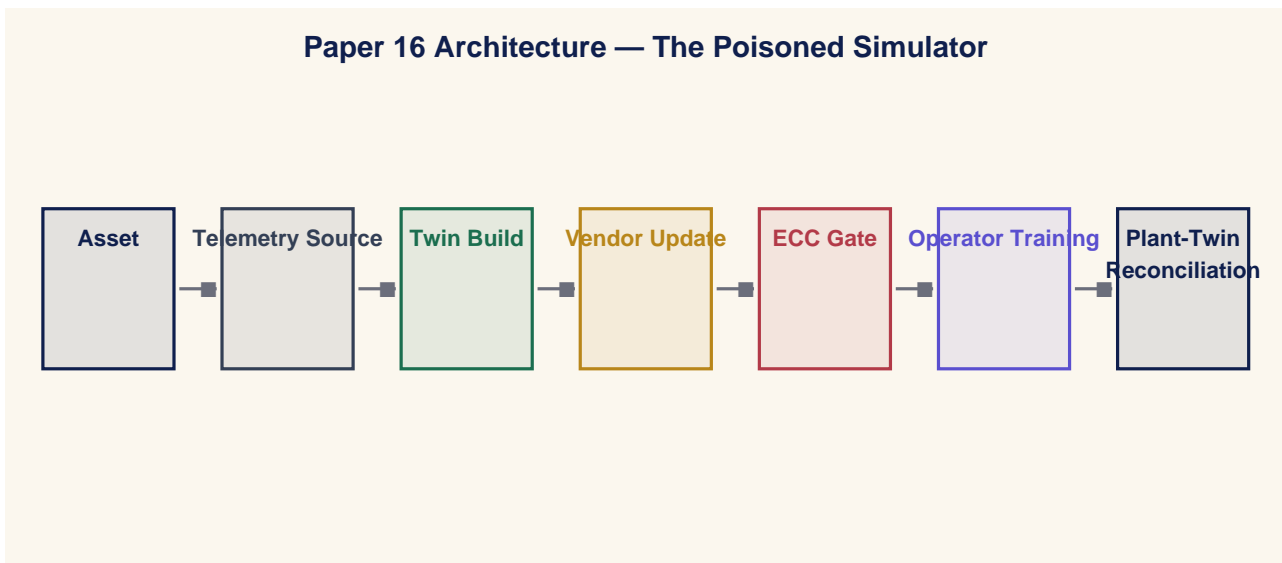 Paper 16 Architecture — The Poisoned Simulator
Asset
Telemetry Source
Twin Build
Vendor Update
ECC Gate
Operator Training
Plant-Twin
Reconciliation